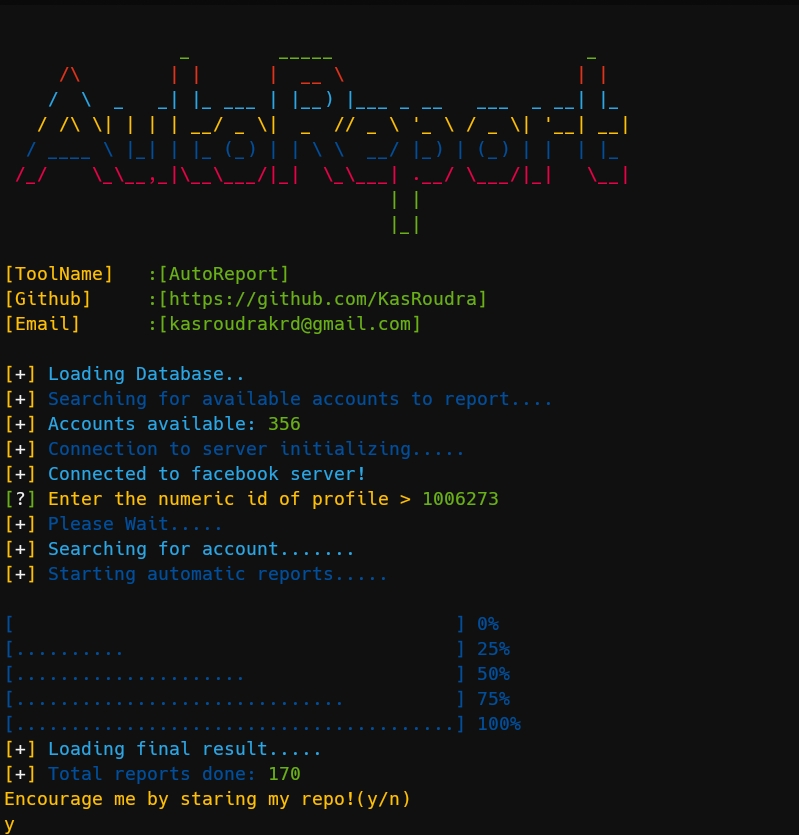 AutoReport
[ToolName]   :[AutoReport]
[Github]     :[https://github.com/KasRoudra]
[Email]      :[kasroudrakrd@gmail.com]
[+] Loading Database..
[+] Searching for available accounts to report....
[+] Accounts available: 356
[+] Connection to server initializing.....
[+] Connected to facebook server!
[?] Enter the numeric id of profile > 1006273
[+] Please Wait.....
[+] Searching for account.......
[+] Starting automatic reports.....
[                                        ] 0%
[..........                              ] 25%
[.....................                   ] 50%
[..............................          ] 75%
[........................................] 100%
[+] Loading final result.....
[+] Total reports done: 170
Encourage me by staring my repo!(y/n)
y